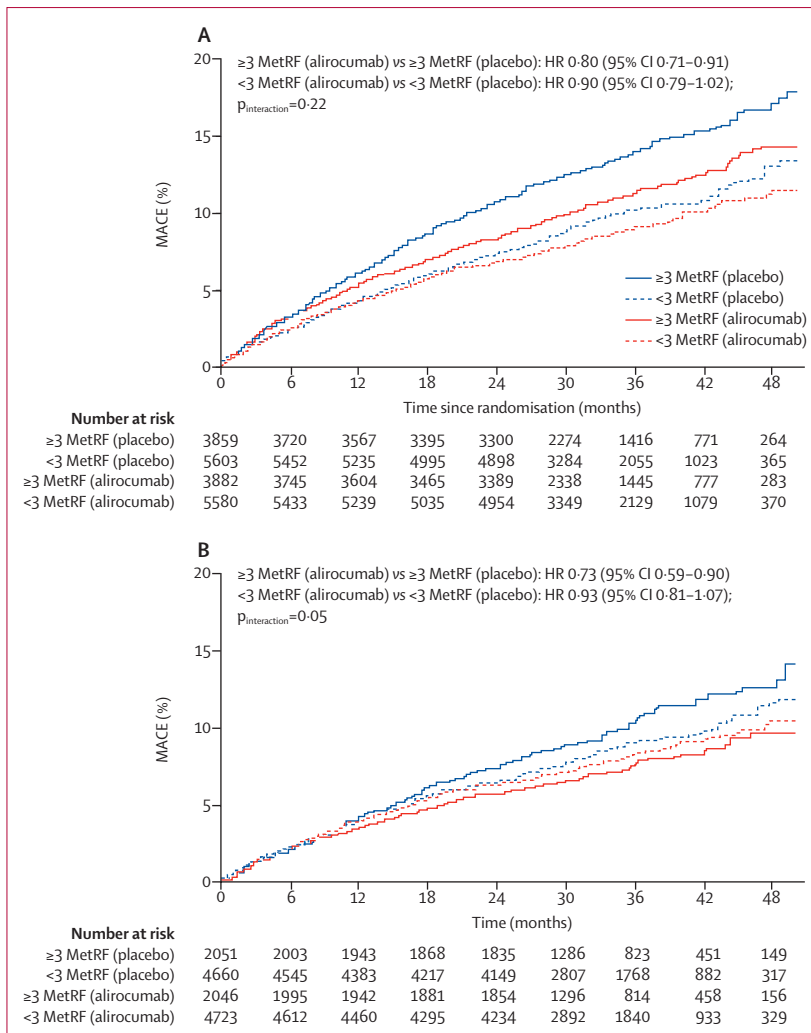 A
20
≥3 MetRF (alirocumab) vs ≥3 MetRF (placebo): HR 0·80 (95% CI 0·71–0·91)
<3 MetRF (alirocumab) vs <3 MetRF (placebo): HR 0·90 (95% CI 0·79–1·02);
pinteraction=0·22
15
MACE (%)
10
5
0
≥3 MetRF (placebo)
<3 MetRF (placebo)
≥3 MetRF (alirocumab)
<3 MetRF (alirocumab)
0 6 12 18 24 30 36 42 48
Time since randomisation (months)
Number at risk
≥3 MetRF (placebo) 3859 3720 3567 3395 3300 2274 1416 771 264
<3 MetRF (placebo) 5603 5452 5235 4995 4898 3284 2055 1023 365
≥3 MetRF (alirocumab) 3882 3745 3604 3465 3389 2338 1445 777 283
<3 MetRF (alirocumab) 5580 5433 5239 5035 4954 3349 2129 1079 370
B
20
≥3 MetRF (alirocumab) vs ≥3 MetRF (placebo): HR 0·73 (95% CI 0·59–0·90)
<3 MetRF (alirocumab) vs <3 MetRF (placebo): HR 0·93 (95% CI 0·81–1·07);
pinteraction=0·05
15
MACE (%)
10
5
0
0 6 12 18 24 30 36 42 48
Time (months)
Number at risk
≥3 MetRF (placebo) 2051 2003 1943 1868 1835 1286 823 451 149
<3 MetRF (placebo) 4660 4545 4383 4217 4149 2807 1768 882 317
≥3 MetRF (alirocumab) 2046 1995 1942 1881 1854 1296 814 458 156
<3 MetRF (alirocumab) 4723 4612 4460 4295 4234 2892 1840 933 329